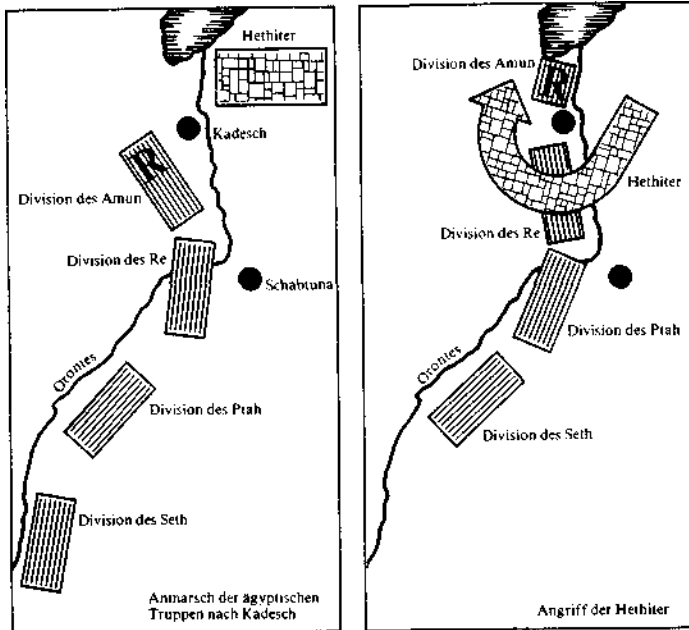 Hethiter
Kadesch
R
Division des Amun
Division des Re
Schabtuna
Orontes
Division des Ptah
Division des Seth
Anmarsch der ägyptischen
Truppen nach Kadesch
Division des Amun
R
Hethiter
Division des Re
Division des Ptah
Orontes
Division des Seth
Angriff der Hethiter